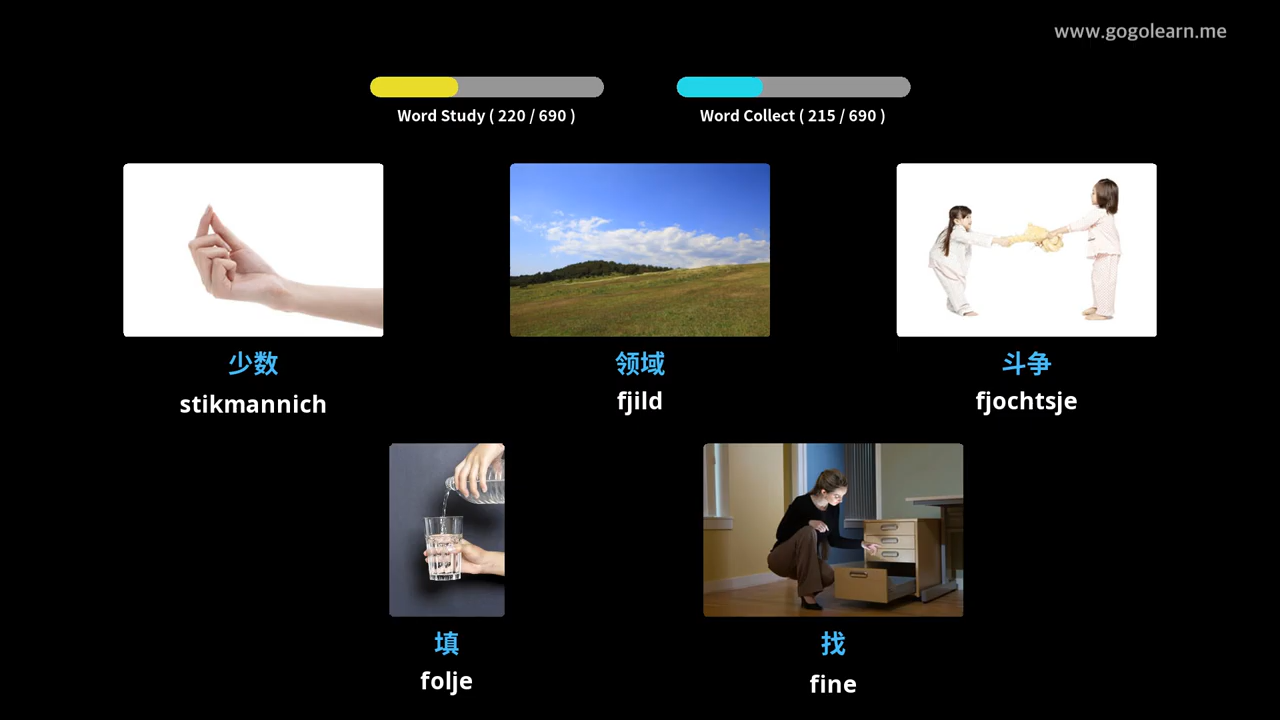 www.gogolearn.me
Word Study ( 220 / 690 )
Word Collect ( 215 / 690 )
少数
stikmannich
领域
fjild
斗争
fjochtsje
填
folje
找
fine